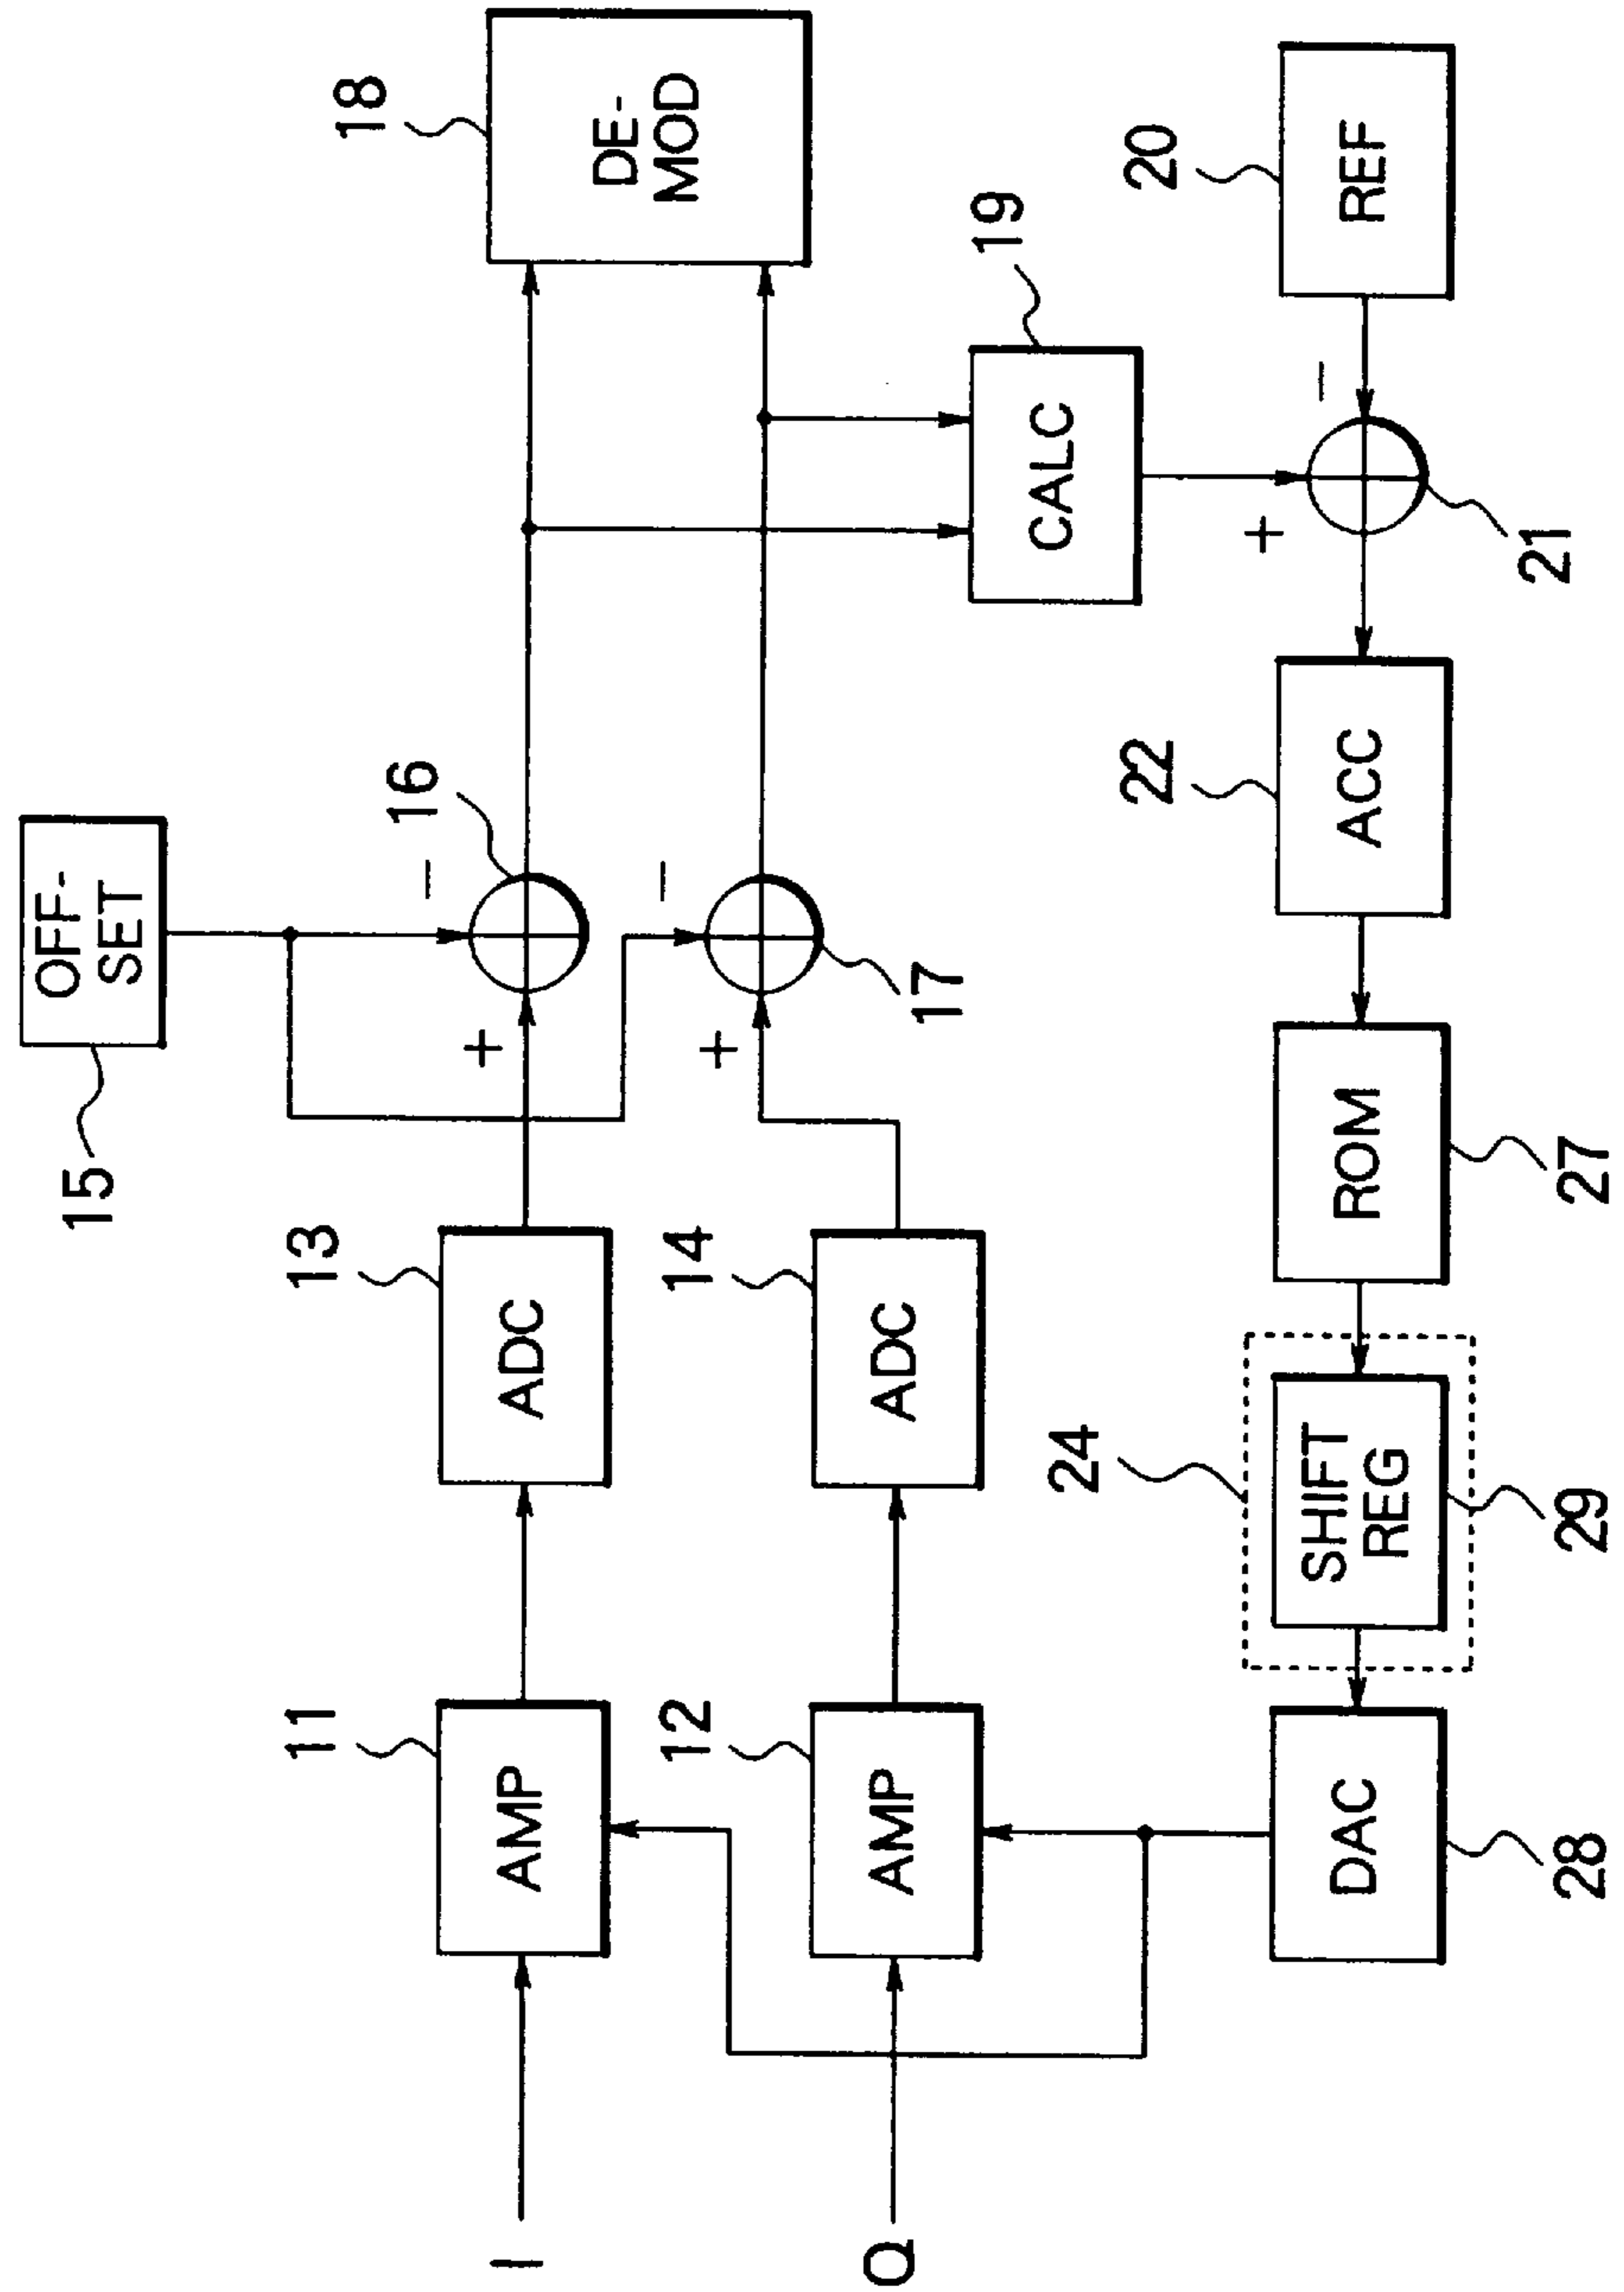 15
OFF-
SET
11
13
16
18
I
AMP
ADC
+
−
DE-
MOD
12
14
+
−
17
Q
AMP
ADC
19
CALC
24
22
20
+
−
DAC
SHIFT
REG
ROM
ACC
REF
28
29
27
21